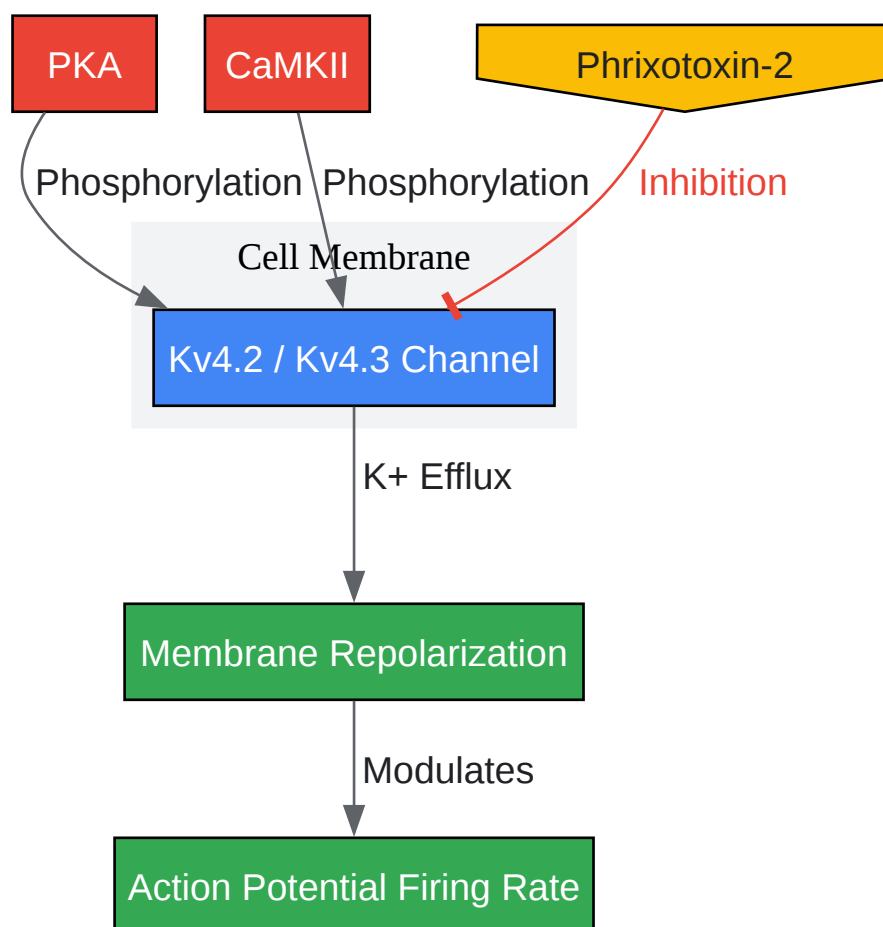 PKA
CaMKII
Phrixotoxin-2
Phosphorylation
Phosphorylation
Inhibition
Cell Membrane
Kv4.2 / Kv4.3 Channel
K+ Efflux
Membrane Repolarization
Modulates
Action Potential Firing Rate